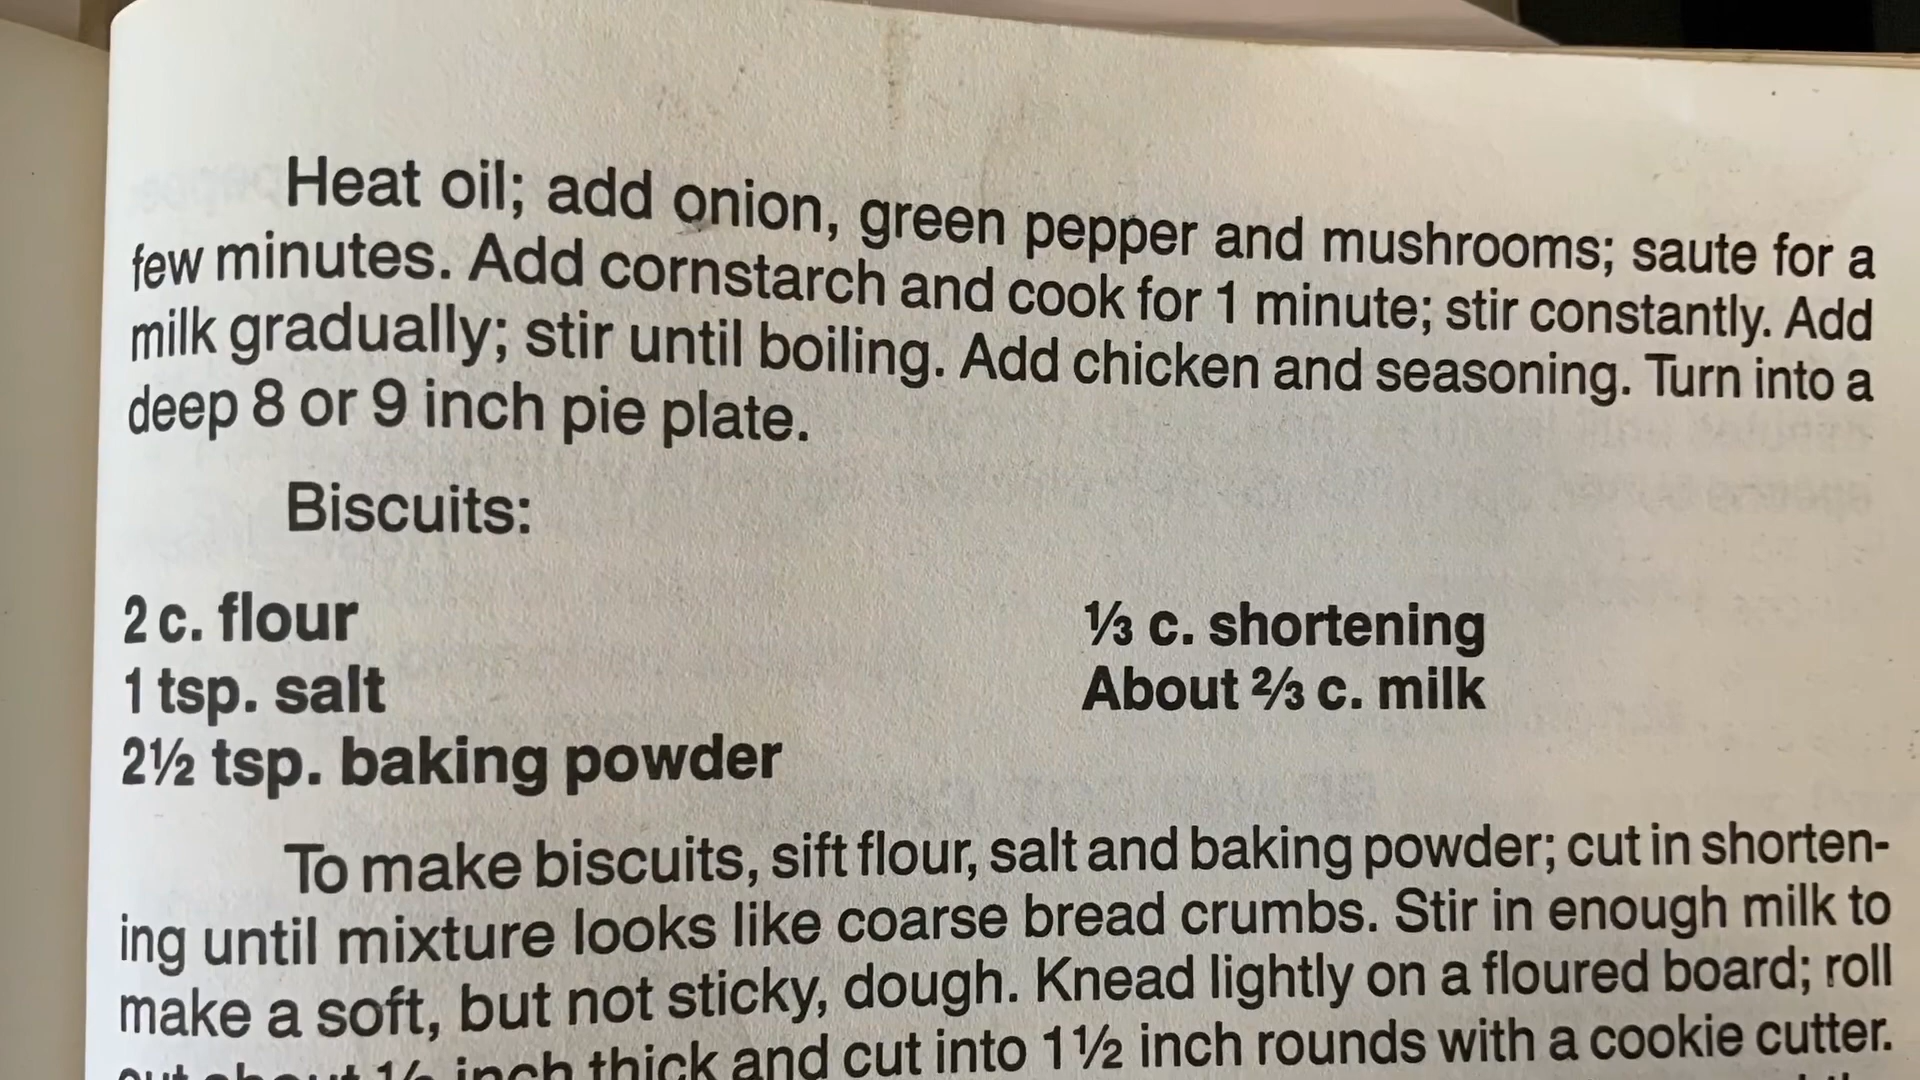 Heat oil; add onion, green pepper and mushrooms; saute for a
few minutes. Add cornstarch and cook for 1 minute; stir constantly. Add
milk gradually; stir until boiling. Add chicken and seasoning. Turn into a
deep 8 or 9 inch pie plate.
Biscuits:
2 c. flour
1 tsp. salt
2½ tsp. baking powder
⅓ c. shortening
About ⅔ c. milk
To make biscuits, sift flour, salt and baking powder; cut in shorten-
ing until mixture looks like coarse bread crumbs. Stir in enough milk to
make a soft, but not sticky, dough. Knead lightly on a floured board; roll
out about inch thick and cut into 1½ inch rounds with a cookie cutter.